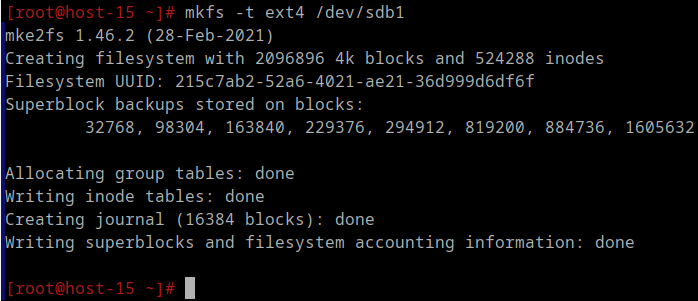 [root@host-15 ~]# mkfs -t ext4 /dev/sdb1
mke2fs 1.46.2 (28-Feb-2021)
Creating filesystem with 2096896 4k blocks and 524288 inodes
Filesystem UUID: 215c7ab2-52a6-4021-ae21-36d999d6df6f
Superblock backups stored on blocks:
        32768, 98304, 163840, 229376, 294912, 819200, 884736, 1605632

Allocating group tables: done
Writing inode tables: done
Creating journal (16384 blocks): done
Writing superblocks and filesystem accounting information: done

[root@host-15 ~]#